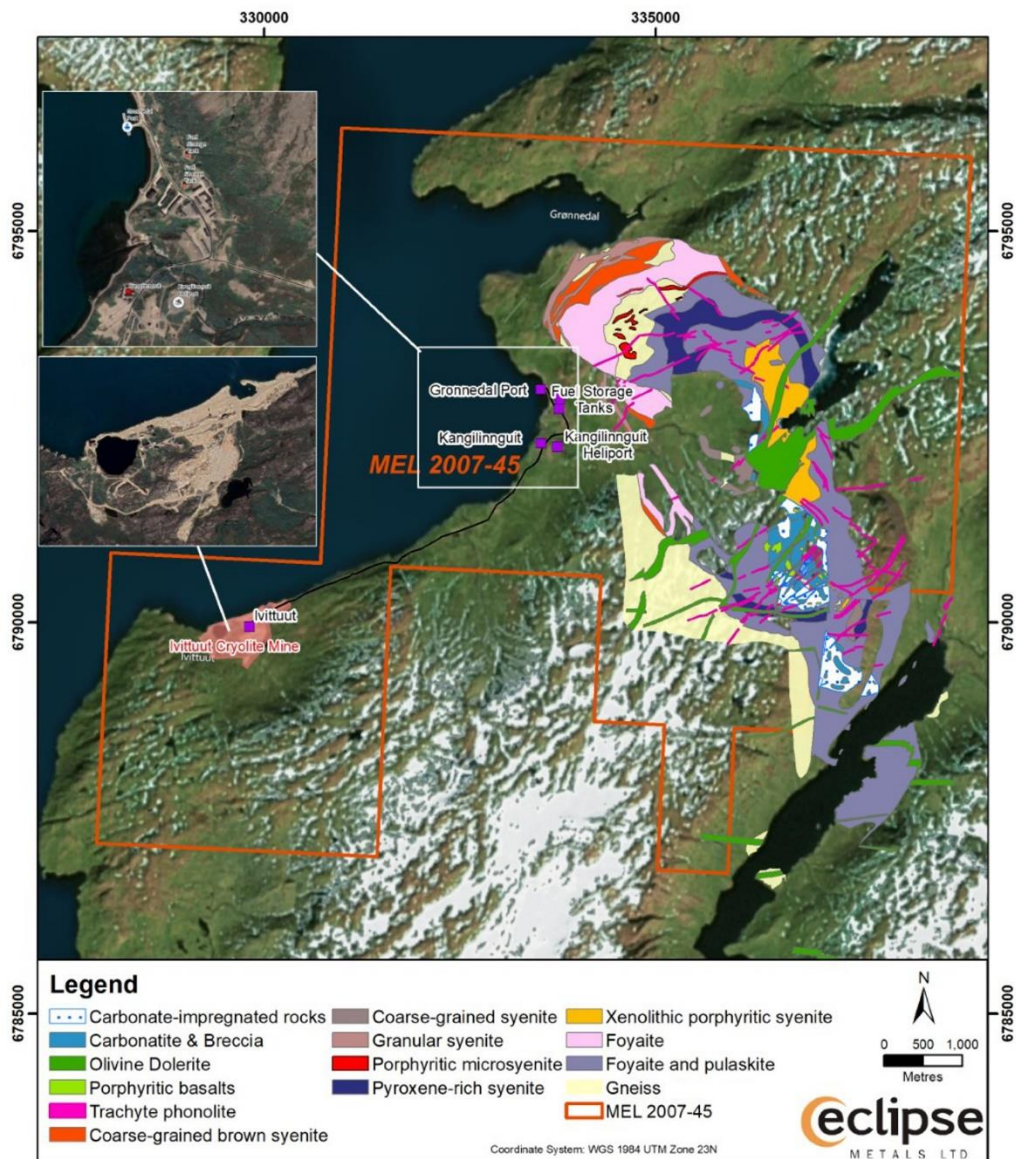 330000
335000
6795000
6795000
Grønnedal
Gronnedal Port
Fuel Storage
Tanks
Kangilinnguit
Kangilinnguit
Heliport
MEL 2007-45
6790000
6790000
Ivittuut
Ivittuut Cryolite Mine
Ivittuut
6785000
6785000
Legend
Carbonate-impregnated rocks
Carbonatite & Breccia
Olivine Dolerite
Porphyritic basalts
Trachyte phonolite
Coarse-grained brown syenite
Coarse-grained syenite
Granular syenite
Porphyritic microsyenite
Pyroxene-rich syenite
Xenolithic porphyritic syenite
Foyaite
Foyaite and pulaskite
Gneiss
MEL 2007-45
N
0 500 1,000
Metres
Coordinate System: WGS 1984 UTM Zone 23N
eclipse
METALS LTD